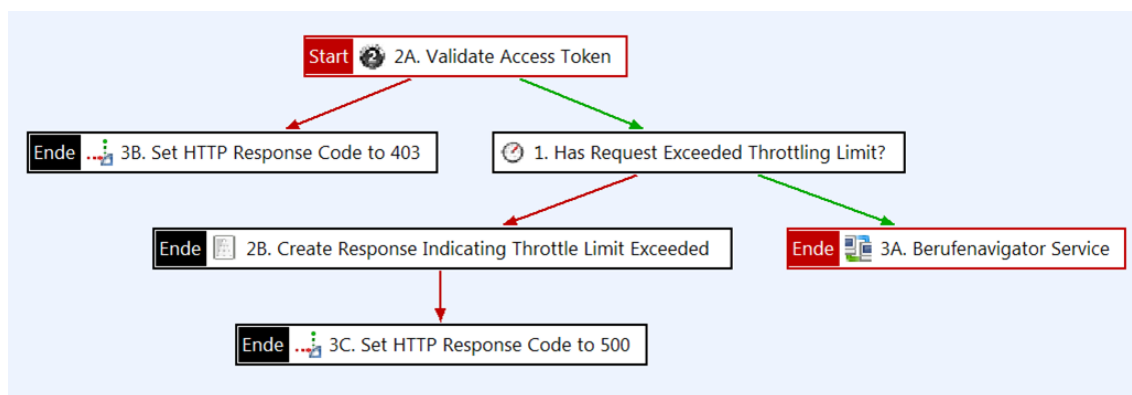 Start 2A. Validate Access Token
Ende 3B. Set HTTP Response Code to 403
1. Has Request Exceeded Throttling Limit?
Ende 2B. Create Response Indicating Throttle Limit Exceeded
Ende 3A. Berufenavigator Service
Ende 3C. Set HTTP Response Code to 500